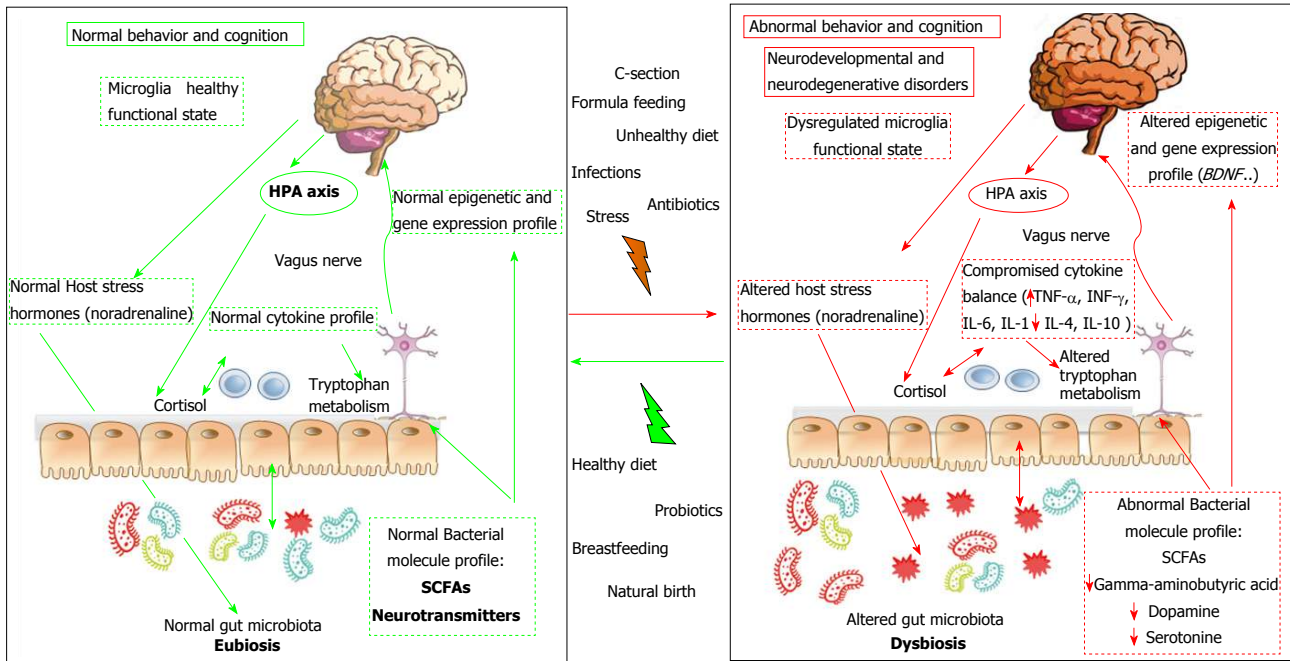 Normal behavior and cognition
Microglia healthy
functional state
HPA axis
Normal epigenetic and
gene expression profile
Vagus nerve
Normal Host stress
hormones (noradrenaline)
Normal cytokine profile
Cortisol
Tryptophan
metabolism
Normal Bacterial
molecule profile:
SCFAs
Neurotransmitters
Normal gut microbiota
Eubiosis
C-section
Formula feeding
Unhealthy diet
Infections
Antibiotics
Stress
Healthy diet
Probiotics
Breastfeeding
Natural birth
Abnormal behavior and cognition
Neurodevelopmental and
neurodegenerative disorders
Dysregulated microglia
functional state
Altered epigenetic
and gene expression
profile (BDNF..)
HPA axis
Vagus nerve
Altered host stress
hormones (noradrenaline)
Compromised cytokine
balance (↑TNF-α, INF-γ,
IL-6, IL-1 ↓ IL-4, IL-10 )
Cortisol
Altered
tryptophan
metabolism
Abnormal Bacterial
molecule profile:
SCFAs
↓Gamma-aminobutyric acid
↓ Dopamine
↓ Serotonine
Altered gut microbiota
Dysbiosis